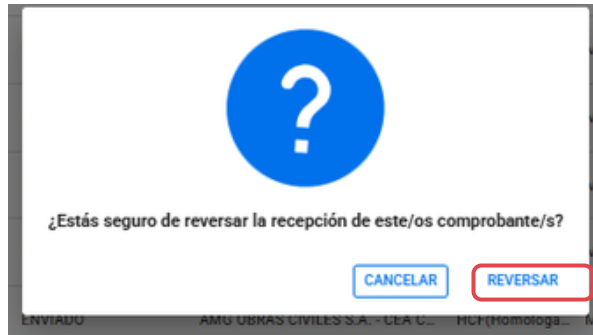 ?
¿Estás seguro de reversar la recepción de este/os comprobante/s?
CANCELAR REVERSAR
ENVIADO AMG OBRAS CIVILES S.A. - CEA C... HCF(Homologa...